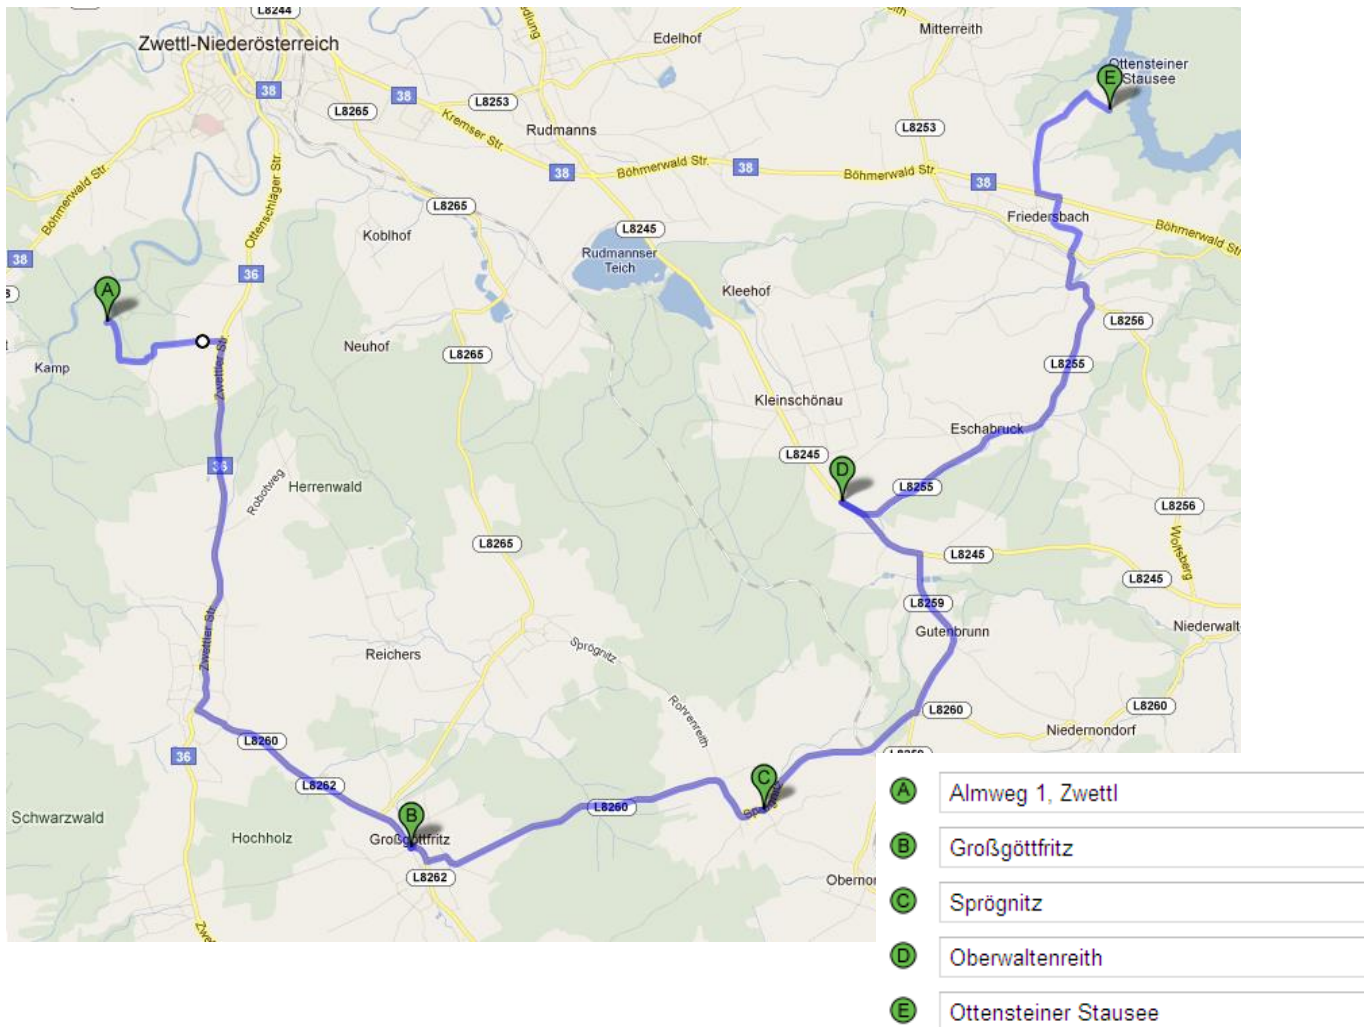 L8244
Zwettl-Niederösterreich
Edelhof
Mitterreith
Ottensteiner
Stausee
E
38
38
L8265
L8253
Kremser Str.
Rudmanns
L8253
38
Böhmerwald Str.
38
Böhmerwald Str.
38
Böhmerwald Str.
Ottenschläger Str.
L8265
Friedersbach
Böhmerwald Str
Koblhof
L8245
Rudmannser
Teich
38
36
A
Kleehof
L8256
Zwettler Str.
Neuhof
L8265
Kamp
L8255
Kleinschönau
Eschabruck
L8245
D
36
Robotweg
Herrenwald
L8255
L8256
Wolfsberg
L8265
L8245
L8245
L8259
Zwettler Str.
Gutenbrunn
Reichers
Sprögnitz
Rohrenreith
L8260
L8260
Niedernondorf
L8260
36
L8262
C
B
L8260
Schwarzwald
Hochholz
Großgöttfritz
L8262
A Almweg 1, Zwettl
B Großgöttfritz
C Sprögnitz
D Oberwaltenreith
E Ottensteiner Stausee